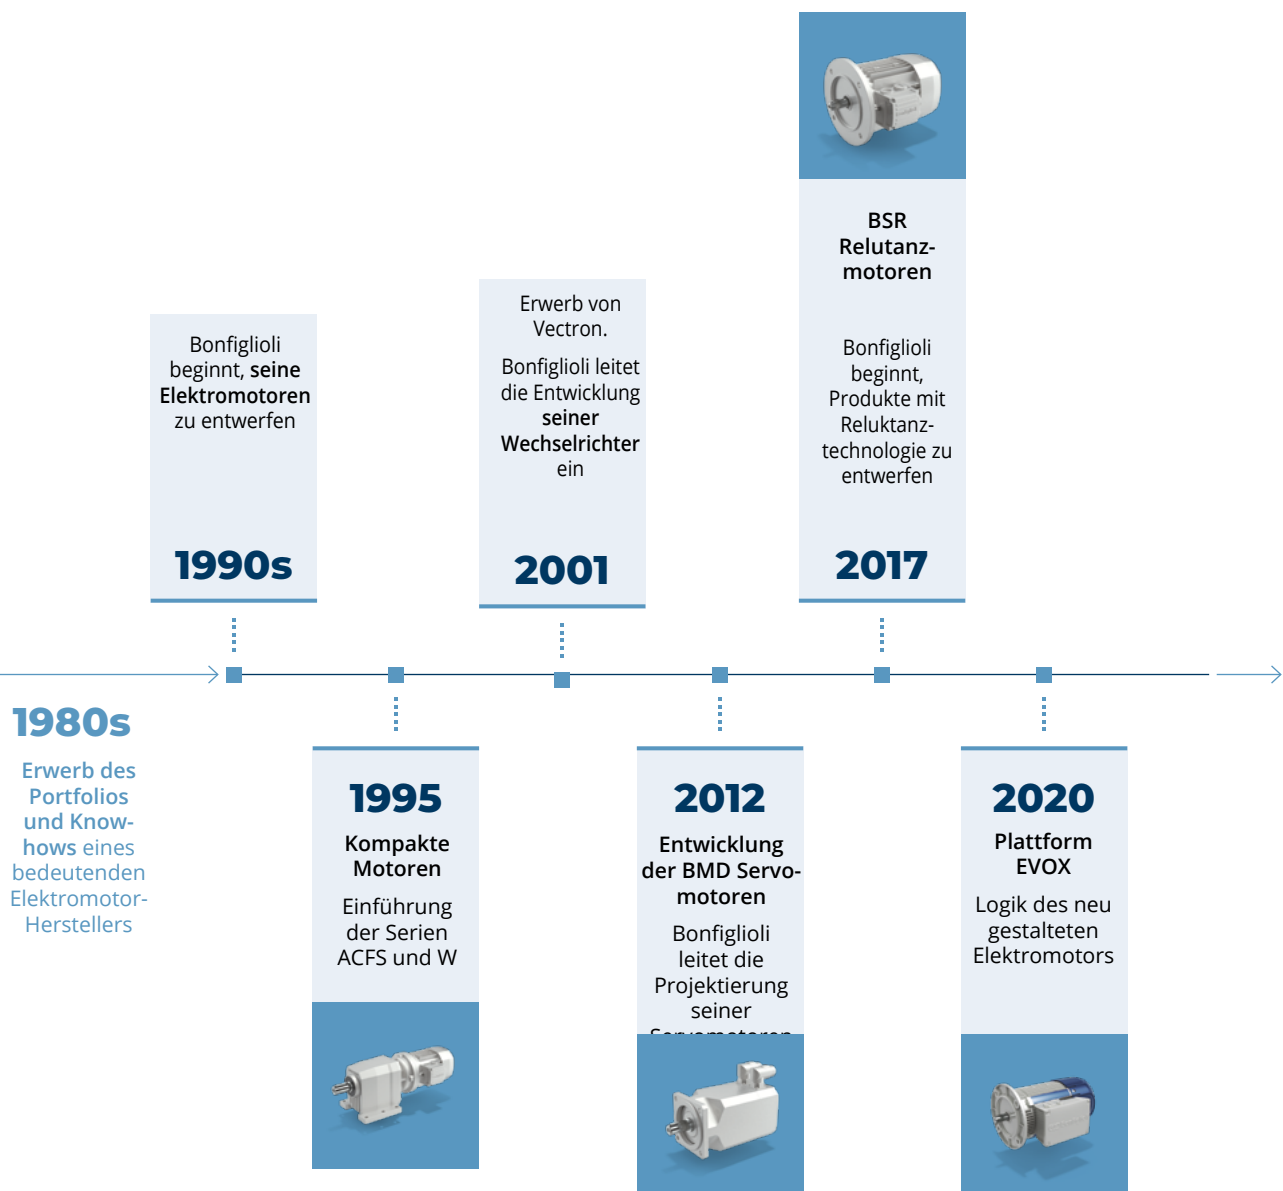 1980s
Erwerb des
Portfolios
und Know-
hows eines
bedeutenden
Elektromotor-
Herstellers
Bonfiglioli
beginnt, seine
Elektromotoren
zu entwerfen
1990s
1995
Kompakte
Motoren
Einführung
der Serien
ACFS und W
Erwerb von
Vectron.
Bonfiglioli leitet
die Entwicklung
seiner
Wechselrichter
ein
2001
2012
Entwicklung
der BMD Servo-
motoren
Bonfiglioli
leitet die
Projektierung
seiner
Servomotoren
BSR
Relutanz-
motoren
Bonfiglioli
beginnt,
Produkte mit
Reluktanz-
technologie zu
entwerfen
2017
2020
Plattform
EVOX
Logik des neu
gestalteten
Elektromotors